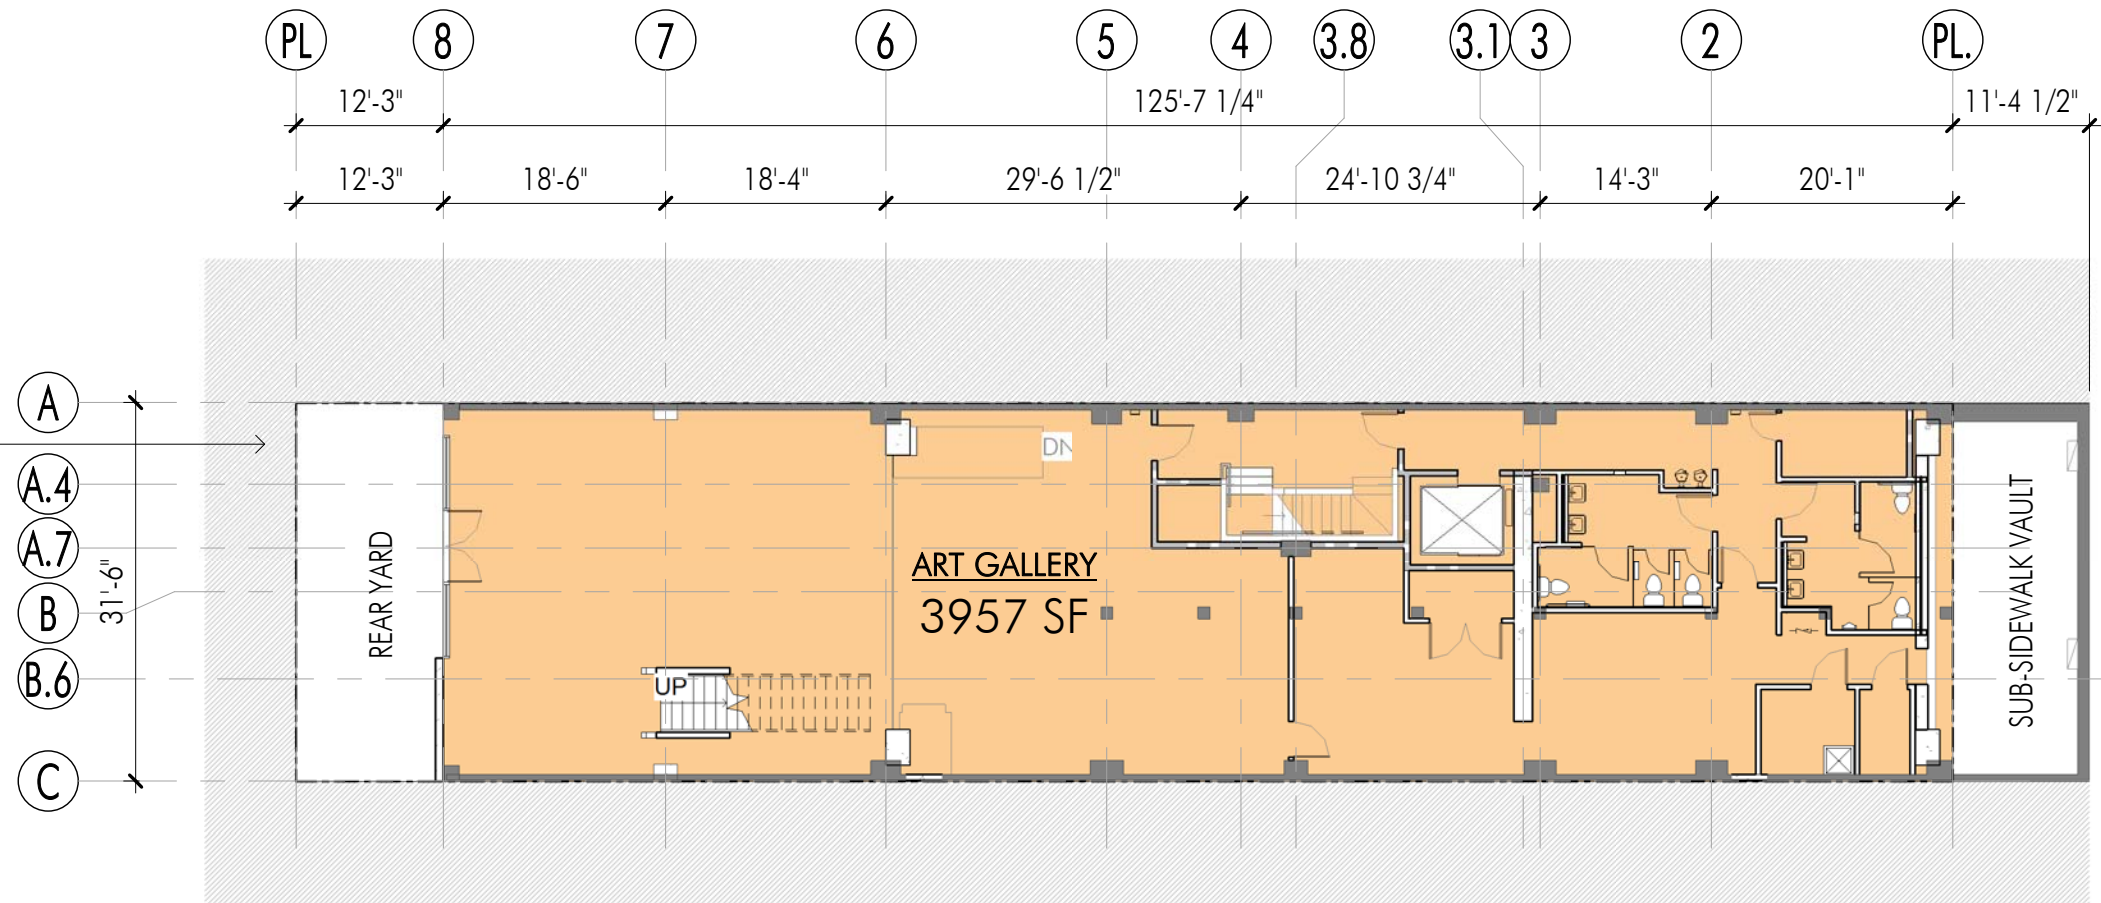 PL 8 7 6 5 4 3.8 3.1 3 2 PL.
12'-3" 125'-7 1/4" 11'-4 1/2"
12'-3" 18'-6" 18'-4" 29'-6 1/2" 24'-10 3/4" 14'-3" 20'-1"
A
A.4
A.7
B
B.6
C
31'-6"
REAR YARD
DN
ART GALLERY
3957 SF
UP
SUB-SIDEWALK VAULT